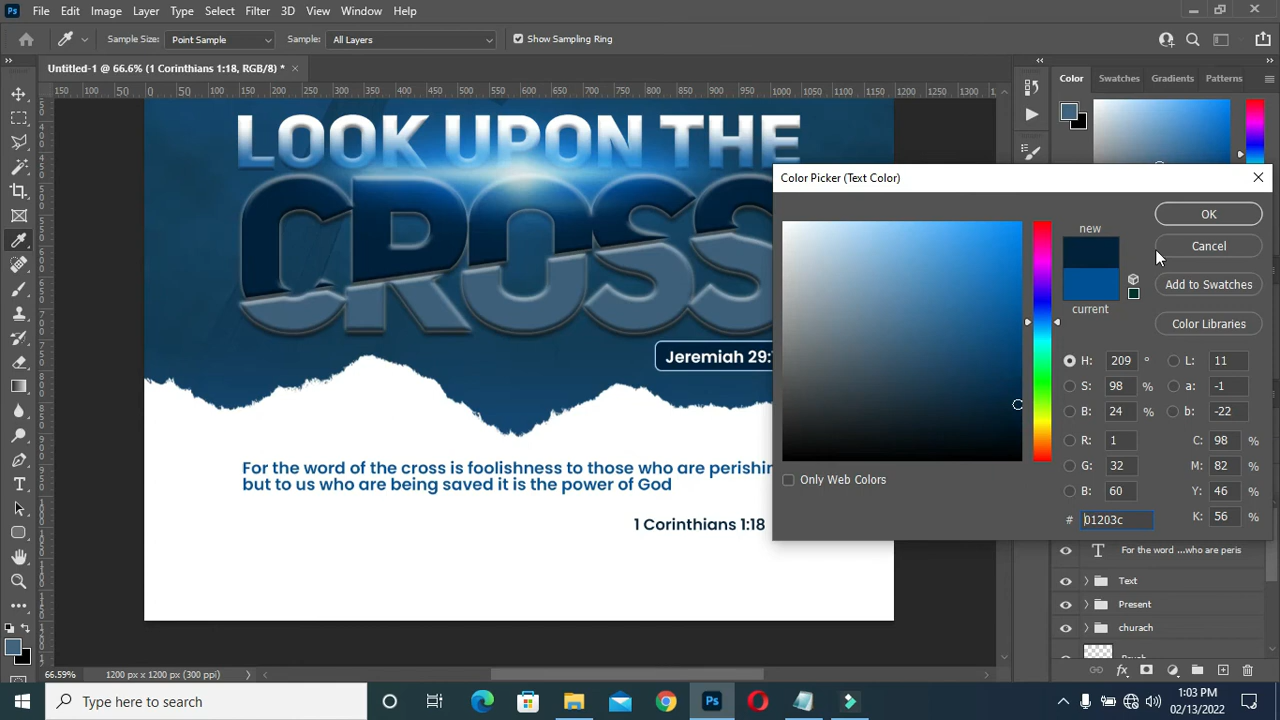 Ps File Edit Image Layer Type Select Filter 3D View Window Help
Sample Size: Point Sample Sample: All Layers Show Sampling Ring
Untitled-1 @ 66.6% (1 Corinthians 1:18, RGB/8) *
Color Swatches Gradients Patterns
LOOK UPON THE
CROSS
Jeremiah 29:
For the word of the cross is foolishness to those who are perishin
but to us who are being saved it is the power of God
1 Corinthians 1:18
Color Picker (Text Color)
new
current
OK
Cancel
Add to Swatches
Color Libraries
H: 209 ° L: 11
S: 98 % a: -1
B: 24 % b: -22
R: 1 C: 98 %
G: 32 M: 82 %
B: 60 Y: 46 %
# 01203c K: 56 %
Only Web Colors
For the word ...who are peris
Text
Present
churach
Brush
66.59% 1200 px x 1200 px (300 ppi)
Type here to search
1:03 PM
02/13/2022